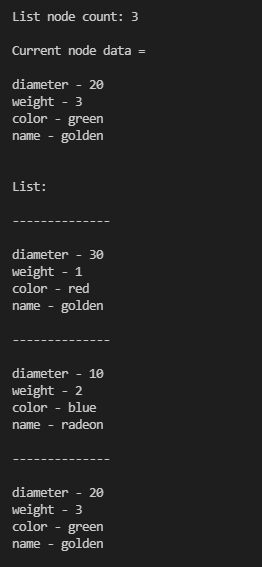 List node count: 3
Current node data =
diameter - 20
weight - 3
color - green
name - golden
List:
--------------
diameter - 30
weight - 1
color - red
name - golden
--------------
diameter - 10
weight - 2
color - blue
name - radeon
--------------
diameter - 20
weight - 3
color - green
name - golden